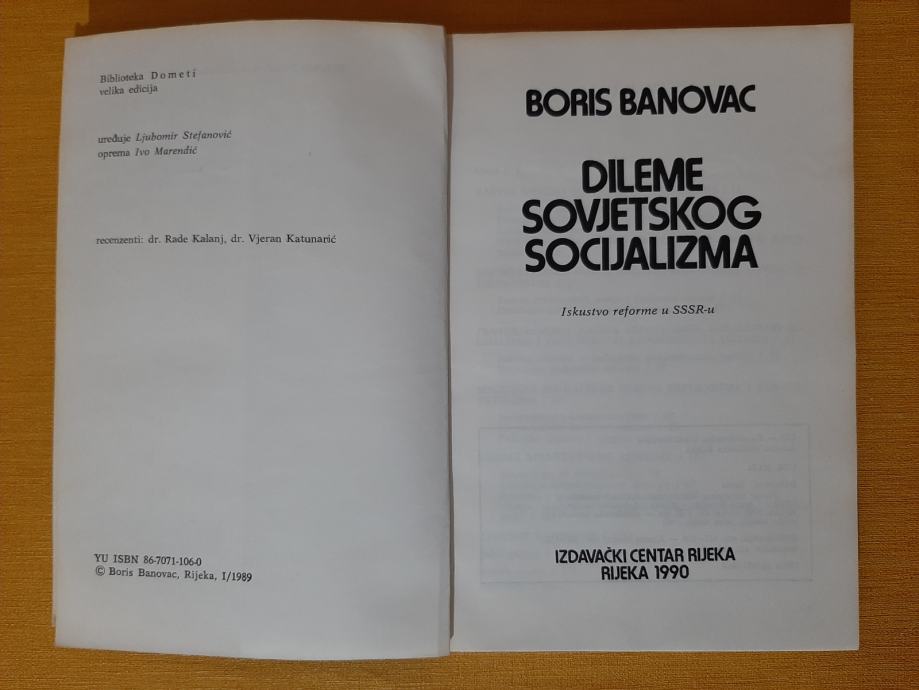 Biblioteka Dometi
velika edicija
uređuje Ljubomir Stefanović
oprema Ivo Marendić
recenzenti: dr. Rade Kalanj, dr. Vjeran Katunarić
YU ISBN 86-7071-106-0
© Boris Banovac, Rijeka, I/1989
BORIS BANOVAC
DILEME
SOVJETSKOG
SOCIJALIZMA
Iskustvo reforme u SSSR-u
IZDAVAČKI CENTAR RIJEKA
RIJEKA 1990